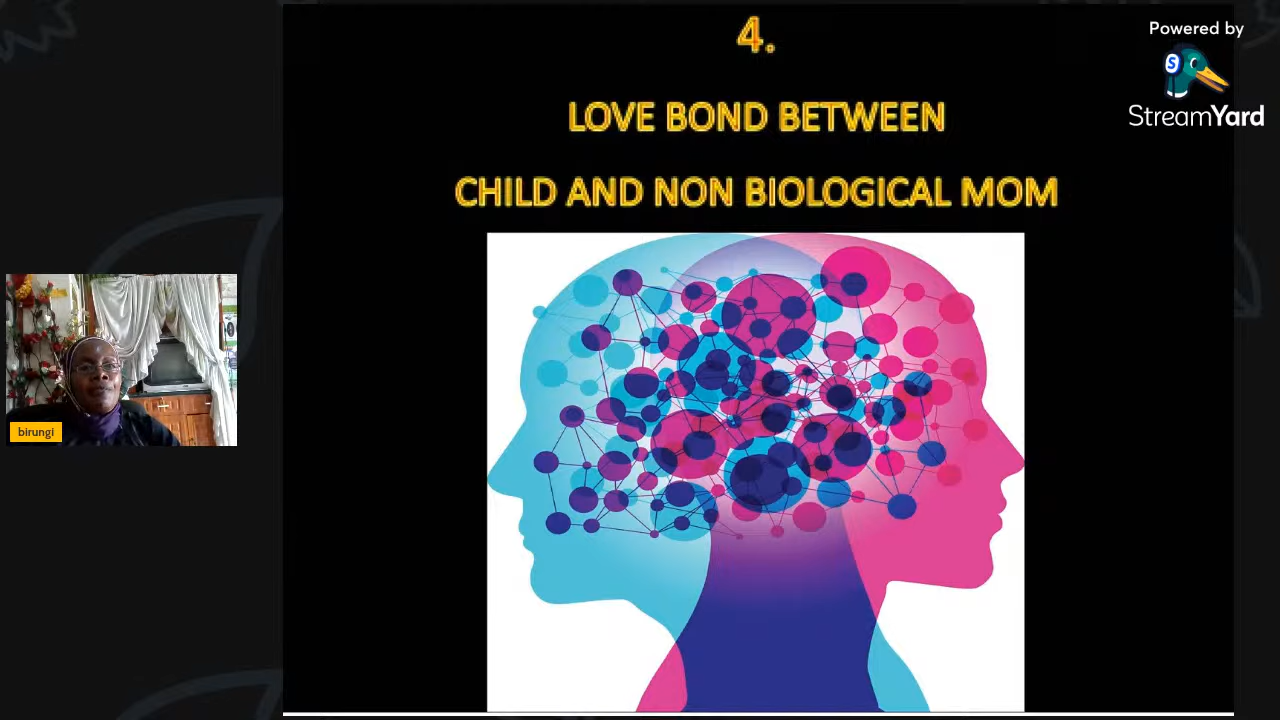 4.
LOVE BOND BETWEEN
CHILD AND NON BIOLOGICAL MOM
Powered by
S
StreamYard
birungi